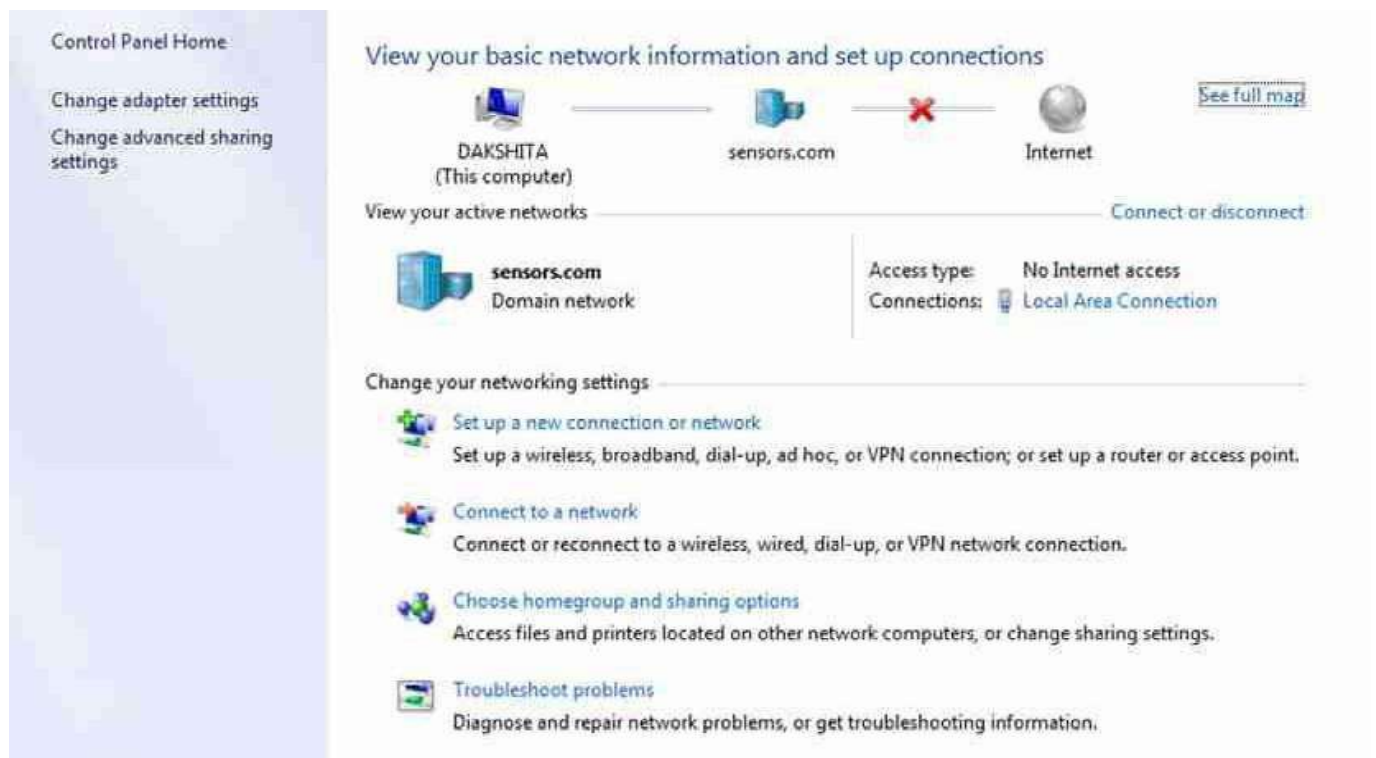 Control Panel Home
Change adapter settings
Change advanced sharing
settings
View your basic network information and set up connections
See full map
DAKSHITA
(This computer)
sensors.com
Internet
View your active networks
Connect or disconnect
sensors.com
Domain network
Access type: No Internet access
Connections: Local Area Connection
Change your networking settings
Set up a new connection or network
Set up a wireless, broadband, dial-up, ad hoc, or VPN connection; or set up a router or access point.
Connect to a network
Connect or reconnect to a wireless, wired, dial-up, or VPN network connection.
Choose homegroup and sharing options
Access files and printers located on other network computers, or change sharing settings.
Troubleshoot problems
Diagnose and repair network problems, or get troubleshooting information.